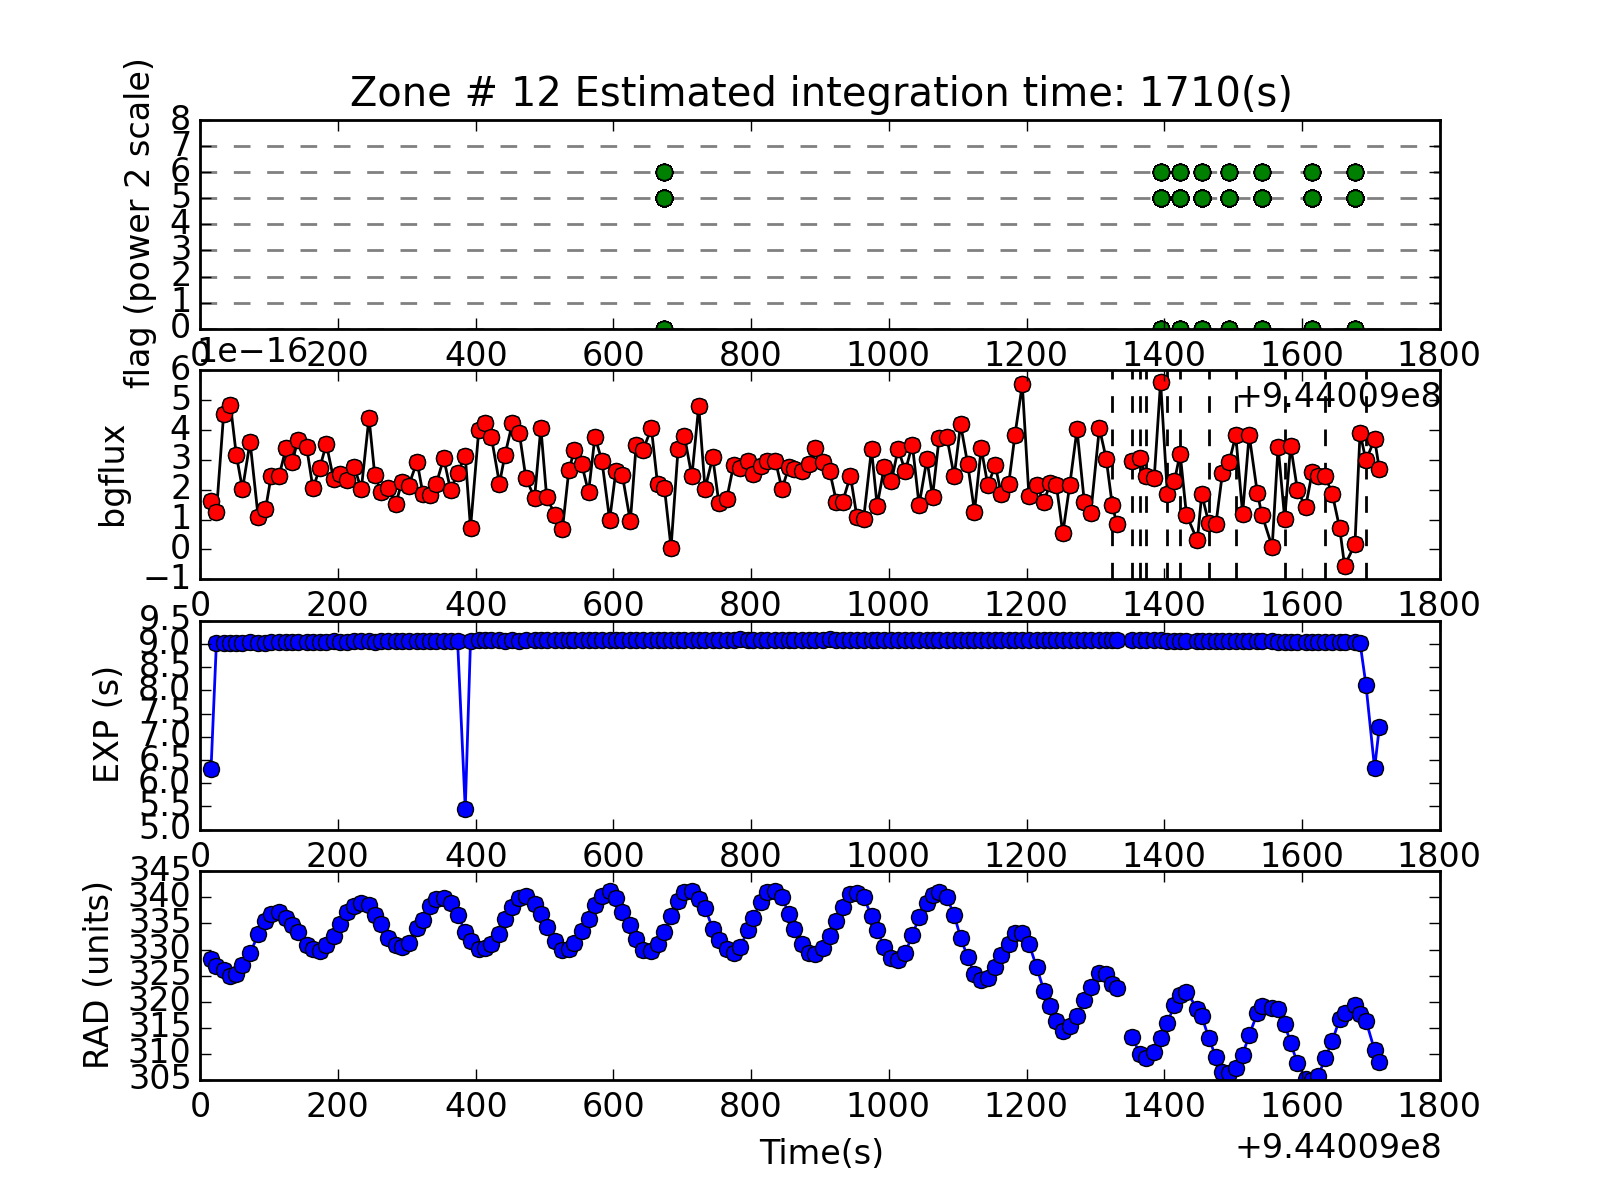 Zone # 12 Estimated integration time: 1710(s)
flag (power 2 scale)
8
7
6
5
4
3
2
1
0
0 200 400 600 800 1000 1200 1400 1600 1800
1e−16
+9.44009e8
bgflux
6
5
4
3
2
1
0
−1
0 200 400 600 800 1000 1200 1400 1600 1800
EXP (s)
9.5
9.0
8.5
8.0
7.5
7.0
6.5
6.0
5.5
5.0
0 200 400 600 800 1000 1200 1400 1600 1800
RAD (units)
345
340
335
330
325
320
315
310
305
0 200 400 600 800 1000 1200 1400 1600 1800
Time(s)
+9.44009e8